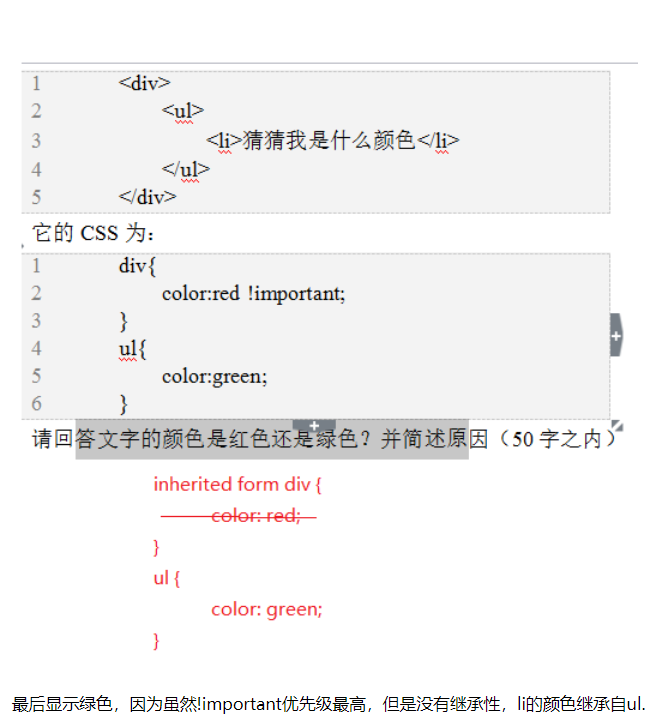 1 <div>
2 <ul>
3 <li>猜猜我是什么颜色</li>
4 </ul>
5 </div>
它的 CSS 为：
1 div{
2 color:red !important;
3 }
4 ul{
5 color:green;
6 }
请回答文字的颜色是红色还是绿色？并简述原因（50 字之内）
inherited form div {
color: red;
}
ul {
color: green;
}
最后显示绿色，因为虽然!important优先级最高，但是没有继承性，li的颜色继承自ul.